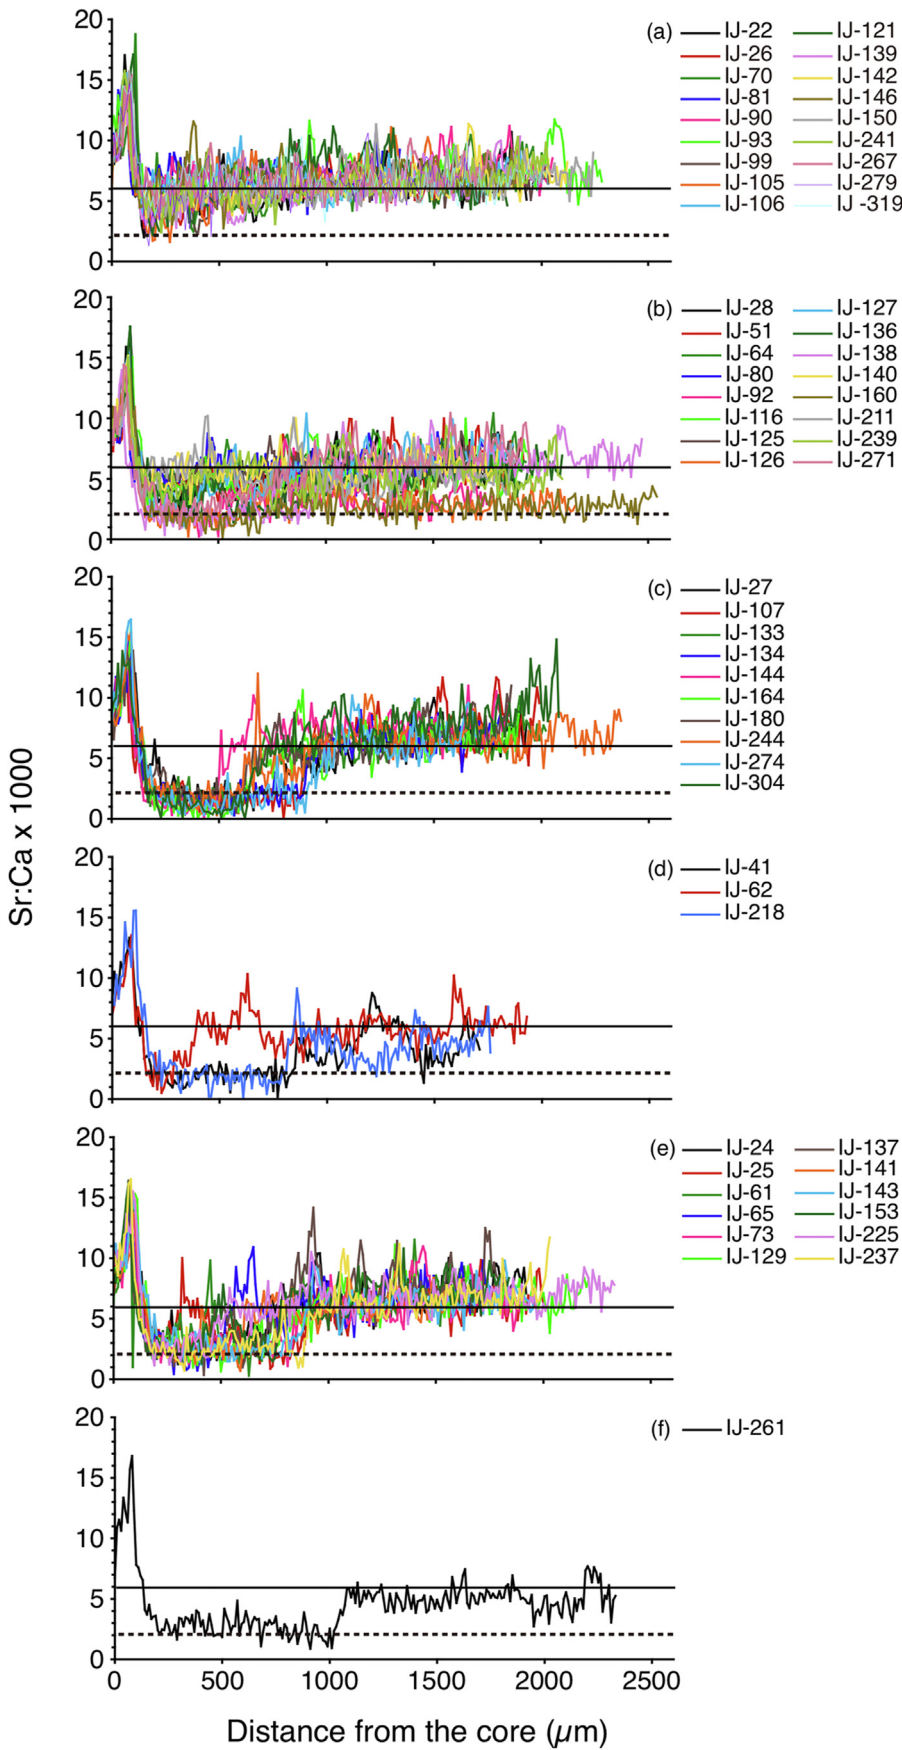 Sr:Ca x 1000
(a)
20
15
10
5
0
IJ-22 IJ-121
IJ-26 IJ-139
IJ-70 IJ-142
IJ-81 IJ-146
IJ-90 IJ-150
IJ-93 IJ-241
IJ-99 IJ-267
IJ-105 IJ-279
IJ-106 IJ -319
(b)
20
15
10
5
0
IJ-28 IJ-127
IJ-51 IJ-136
IJ-64 IJ-138
IJ-80 IJ-140
IJ-92 IJ-160
IJ-116 IJ-211
IJ-125 IJ-239
IJ-126 IJ-271
(c)
20
15
10
5
0
IJ-27
IJ-107
IJ-133
IJ-134
IJ-144
IJ-164
IJ-180
IJ-244
IJ-274
IJ-304
(d)
20
15
10
5
0
IJ-41
IJ-62
IJ-218
(e)
20
15
10
5
0
IJ-24 IJ-137
IJ-25 IJ-141
IJ-61 IJ-143
IJ-65 IJ-153
IJ-73 IJ-225
IJ-129 IJ-237
(f)
20
15
10
5
0
IJ-261
0 500 1000 1500 2000 2500
Distance from the core (µm)